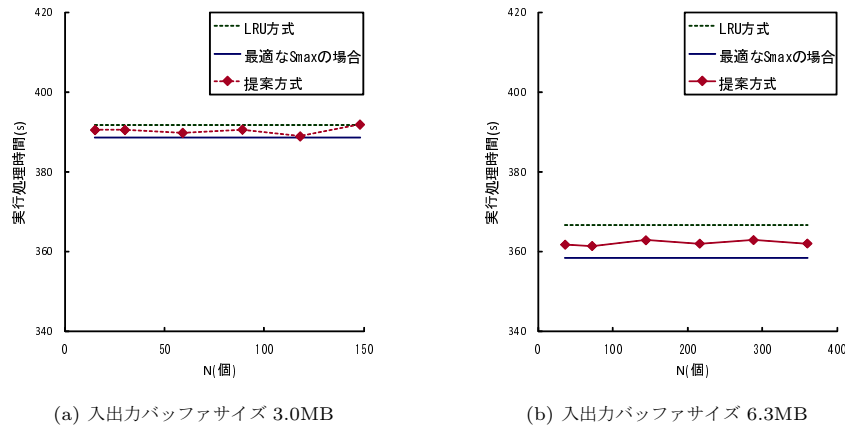 420
400
380
360
340
0
50
100
150
実行処理時間(s)
N(個)
LRU方式
最適なSmaxの場合
提案方式
(a) 入出力バッファサイズ 3.0MB
420
400
380
360
340
0
100
200
300
400
実行処理時間(s)
N(個)
LRU方式
最適なSmaxの場合
提案方式
(b) 入出力バッファサイズ 6.3MB